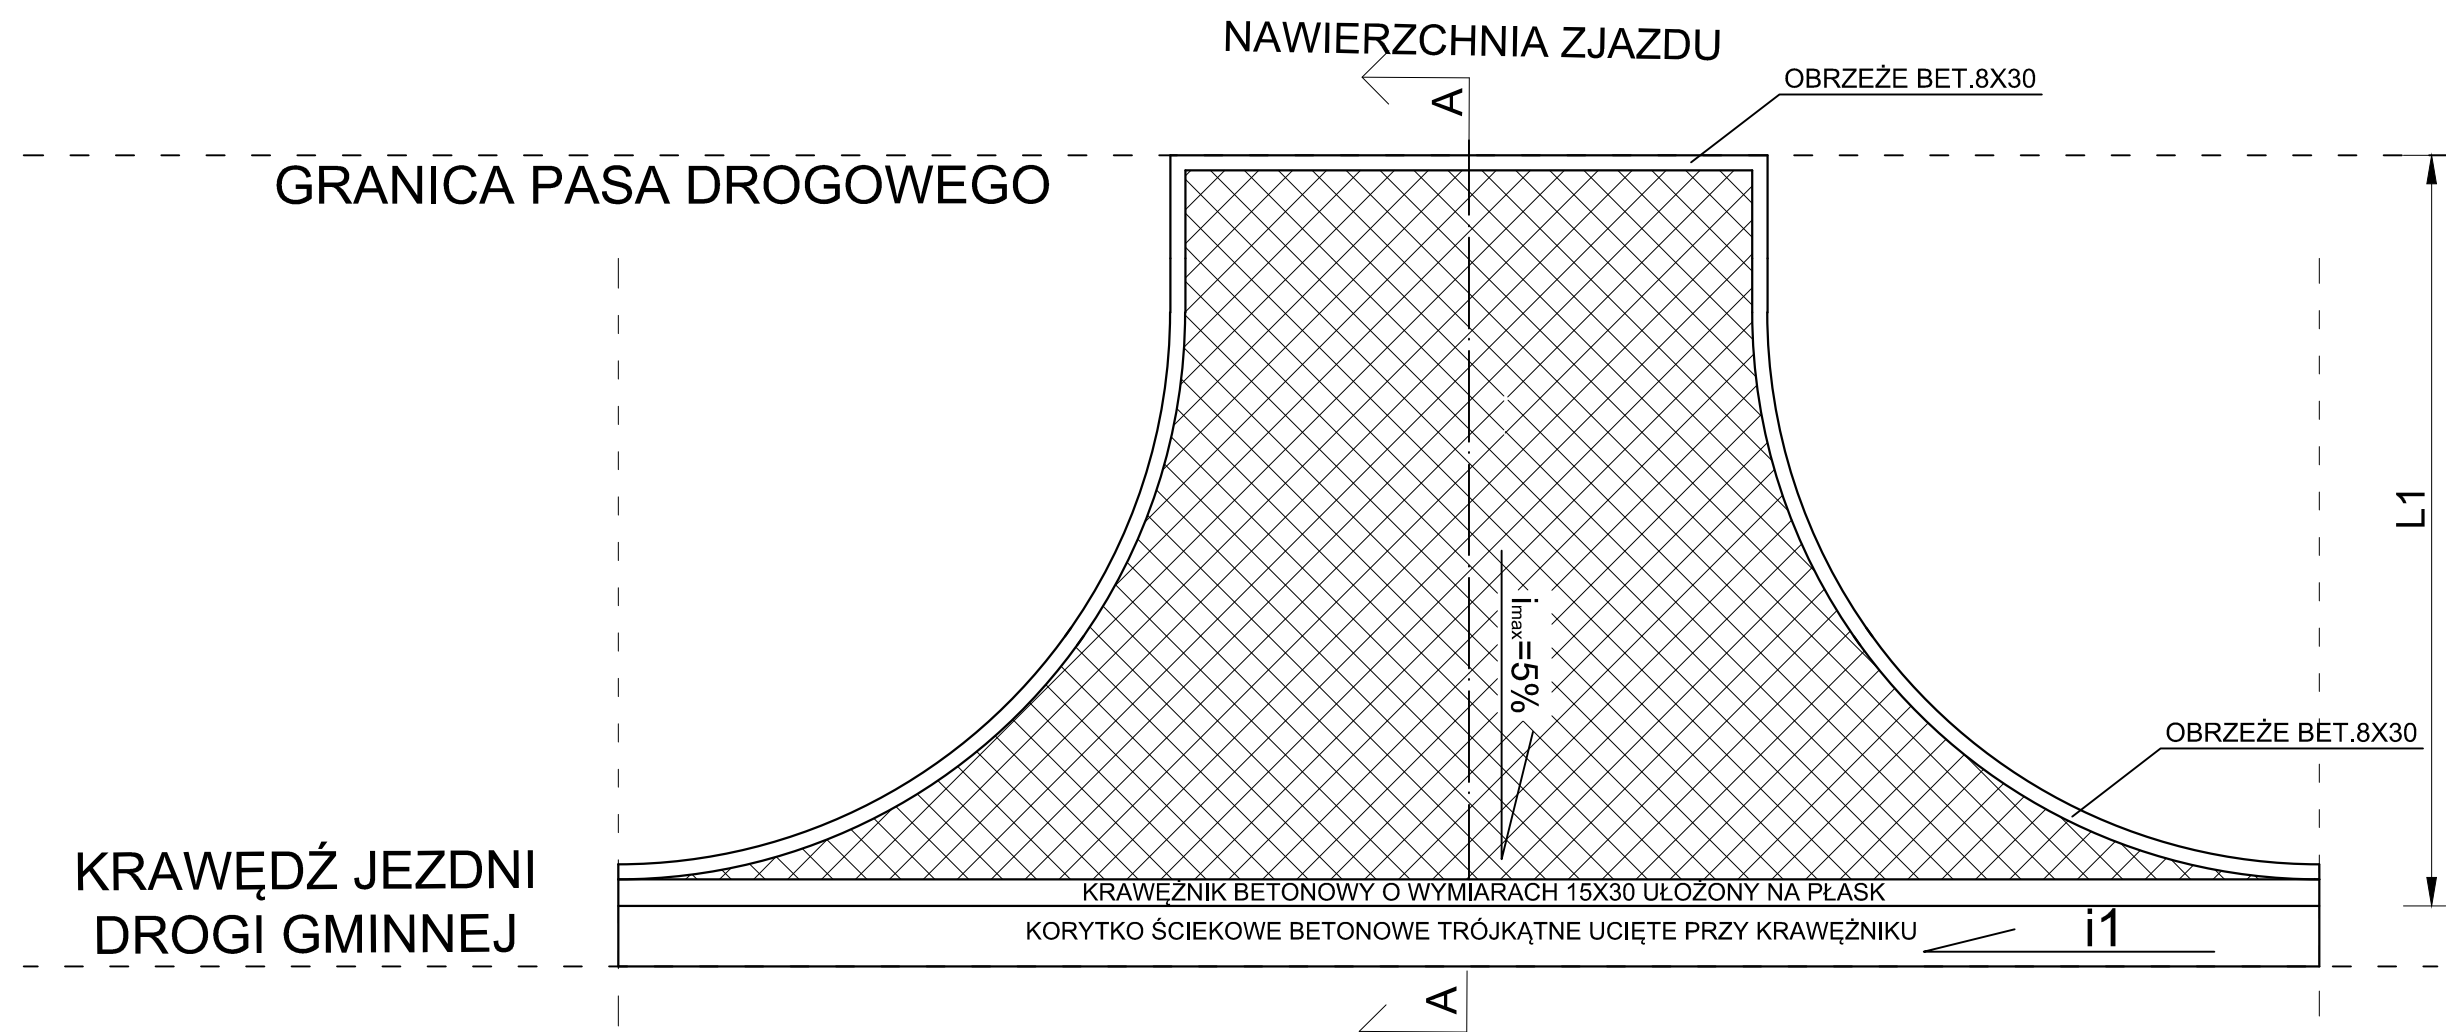 NAWIERZCHNIA ZJAZDU
OBRZEŻE BET.8X30
A
GRANICA PASA DROGOWEGO
L1
imax=5%
OBRZEŻE BET.8X30
KRAWĘDŹ JEZDNI
DROGI GMINNEJ
KRAWĘŻNIK BETONOWY O WYMIARACH 15X30 UŁOŻONY NA PŁASK
KORYTKO ŚCIEKOWE BETONOWE TRÓJKĄTNE UCIĘTE PRZY KRAWĘŻNIKU
i1
A